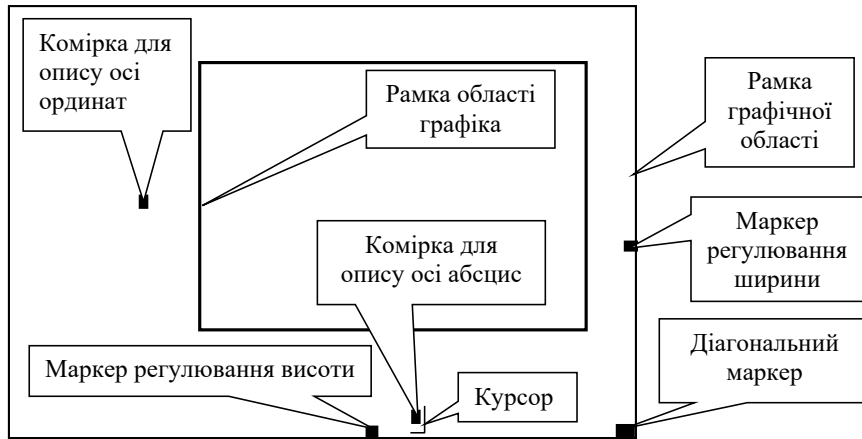 Комірка для
опису осі
ординат
Рамка області
графіка
Рамка
графічної
області
Комірка для
опису осі абсцис
Маркер
регулювання
ширини
Маркер регулювання висоти
Курсор
Діагональний
маркер